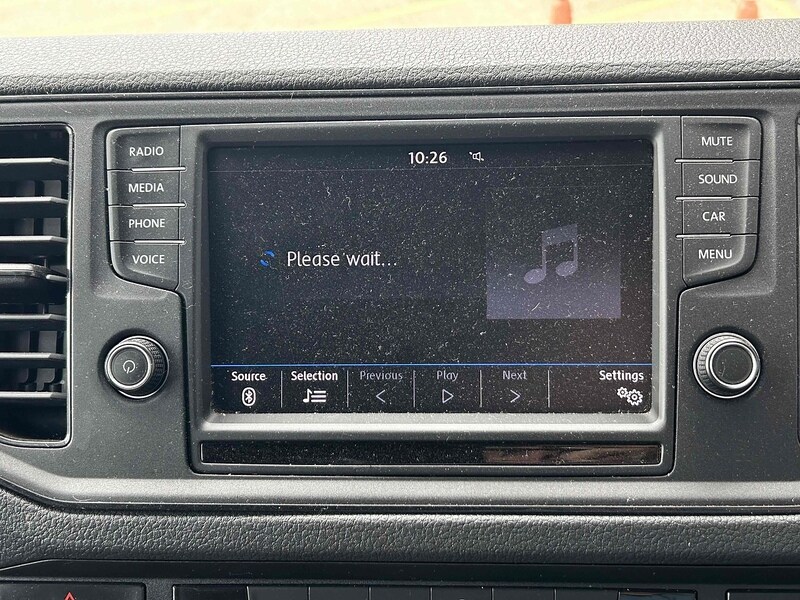 10:26
RADIO
MEDIA
PHONE
VOICE
Please wait...
Source
Selection
Previous
Play
Next
Settings
MUTE
SOUND
CAR
MENU